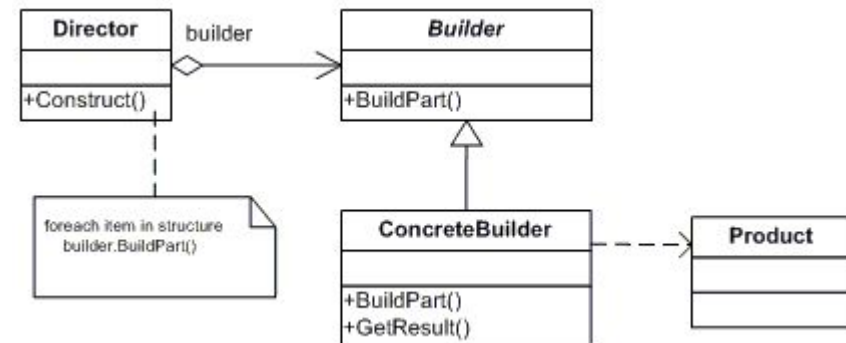 Director
builder
Builder
+Construct()
+BuildPart()
foreach item in structure
builder.BuildPart()
ConcreteBuilder
Product
+BuildPart()
+GetResult()